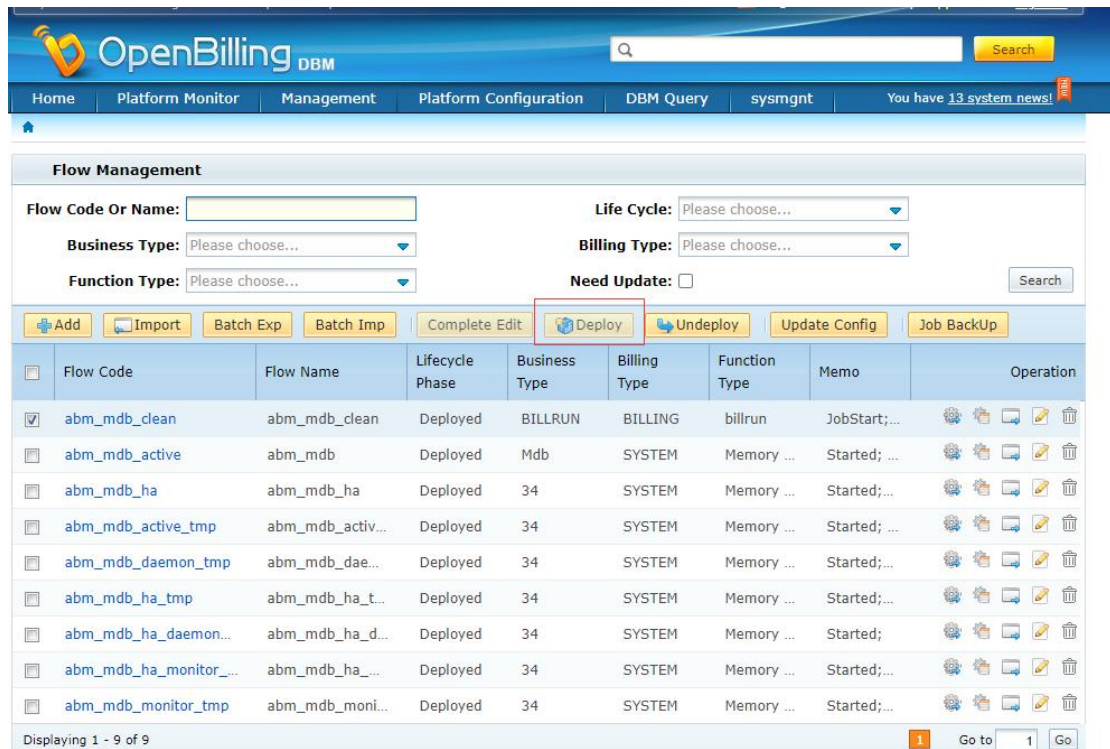 OpenBilling DBM
Search
Home Platform Monitor Management Platform Configuration DBM Query sysmgnt You have 13 system news! NEW
Flow Management
Flow Code Or Name: Life Cycle: Please choose...
Business Type: Please choose... Billing Type: Please choose...
Function Type: Please choose... Need Update: Search
Add Import Batch Exp Batch Imp Complete Edit Deploy Undeploy Update Config Job BackUp
Flow Code Flow Name Lifecycle Phase Business Type Billing Type Function Type Memo Operation
abm_mdb_clean abm_mdb_clean Deployed BILLRUN BILLING billrun JobStart;...
abm_mdb_active abm_mdb Deployed Mdb SYSTEM Memory ... Started; ...
abm_mdb_ha abm_mdb_ha Deployed 34 SYSTEM Memory ... Started;...
abm_mdb_active_tmp abm_mdb_activ... Deployed 34 SYSTEM Memory ... Started; ...
abm_mdb_daemon_tmp abm_mdb_dae... Deployed 34 SYSTEM Memory ... Started;...
abm_mdb_ha_tmp abm_mdb_ha_t... Deployed 34 SYSTEM Memory ... Started;...
abm_mdb_ha_daemon... abm_mdb_ha_d... Deployed 34 SYSTEM Memory ... Started;
abm_mdb_ha_monitor_... abm_mdb_ha_... Deployed 34 SYSTEM Memory ... Started;...
abm_mdb_monitor_tmp abm_mdb_moni... Deployed 34 SYSTEM Memory ... Started;...
Displaying 1 - 9 of 9 1 Go to 1 Go